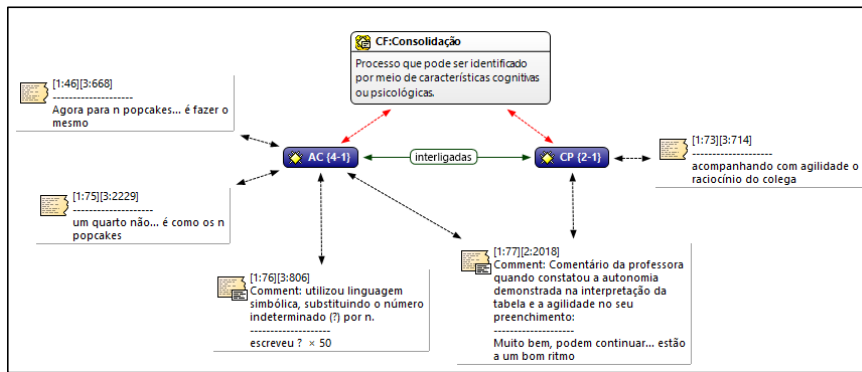 CF:Consolidação
Processo que pode ser identificado
por meio de características cognitivas
ou psicológicas.
[1:46][3:668]
--------------------
Agora para n popcakes... é fazer o
mesmo
AC {4-1}
interligadas
CP {2-1}
[1:73][3:714]
--------------------
acompanhando com agilidade o
raciocínio do colega
[1:75][3:2229]
--------------------
um quarto não... é como os n
popcakes
[1:76][3:806]
Comment: utilizou linguagem
simbólica, substituindo o número
indeterminado (?) por n.
--------------------
escreveu ? × 50
[1:77][2:2018]
Comment: Comentário da professora
quando constatou a autonomia
demonstrada na interpretação da
tabela e a agilidade no seu
preenchimento:
--------------------
Muito bem, podem continuar... estão
a um bom ritmo